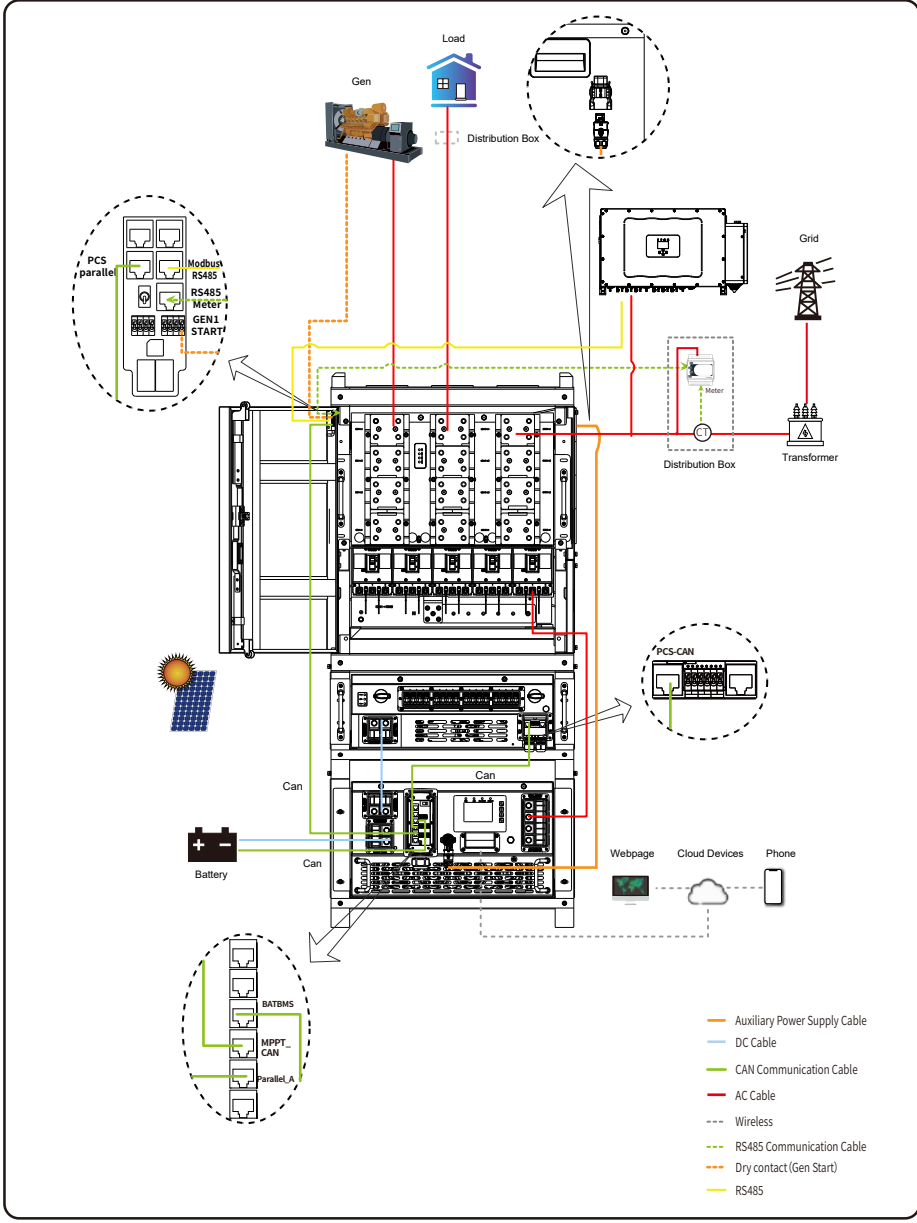 Load
Gen
Distribution Box
Grid
PCS
parallel
Modbus
RS485
RS485
Meter
GEN1
START
Meter
CT
Distribution Box
Transformer
PCS-CAN
Can
Can
Can
Battery
Webpage
Cloud Devices
Phone
BATBMS
MPPT_
CAN
Parallel_A
Auxiliary Power Supply Cable
DC Cable
CAN Communication Cable
AC Cable
Wireless
RS485 Communication Cable
Dry contact (Gen Start)
RS485